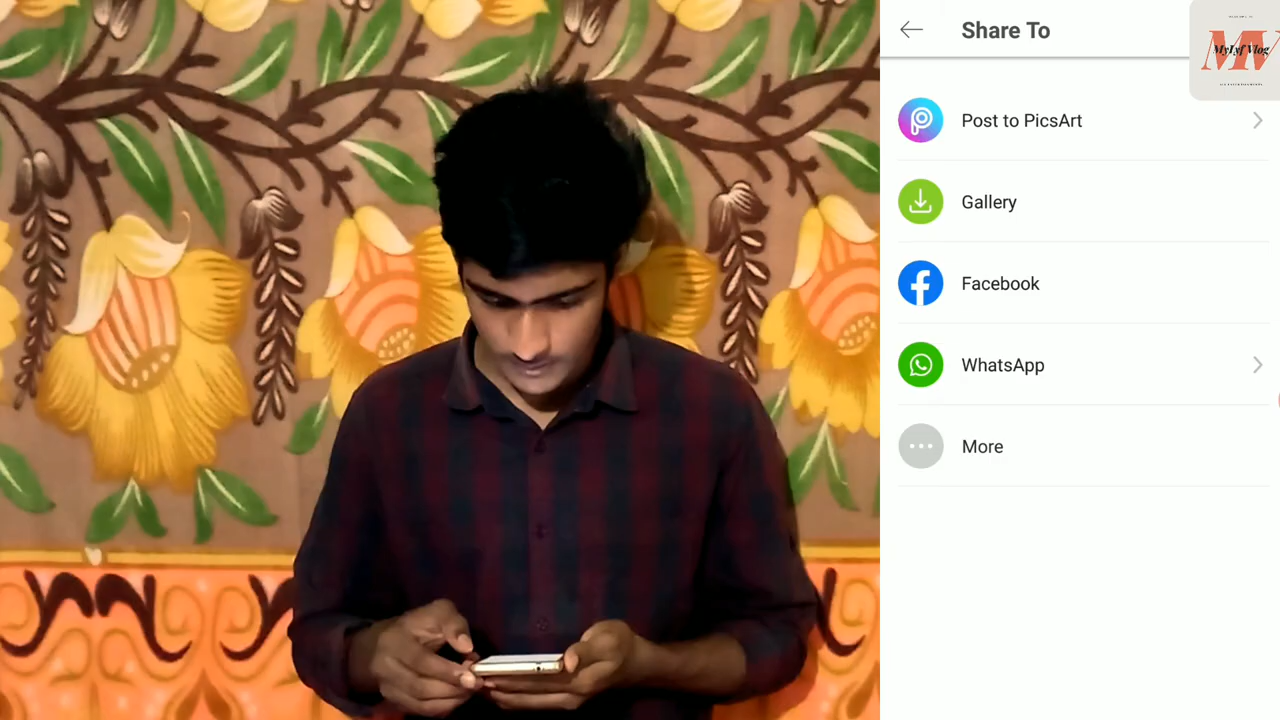 Share To
MyLyf Vlog
Post to PicsArt
Gallery
Facebook
WhatsApp
More